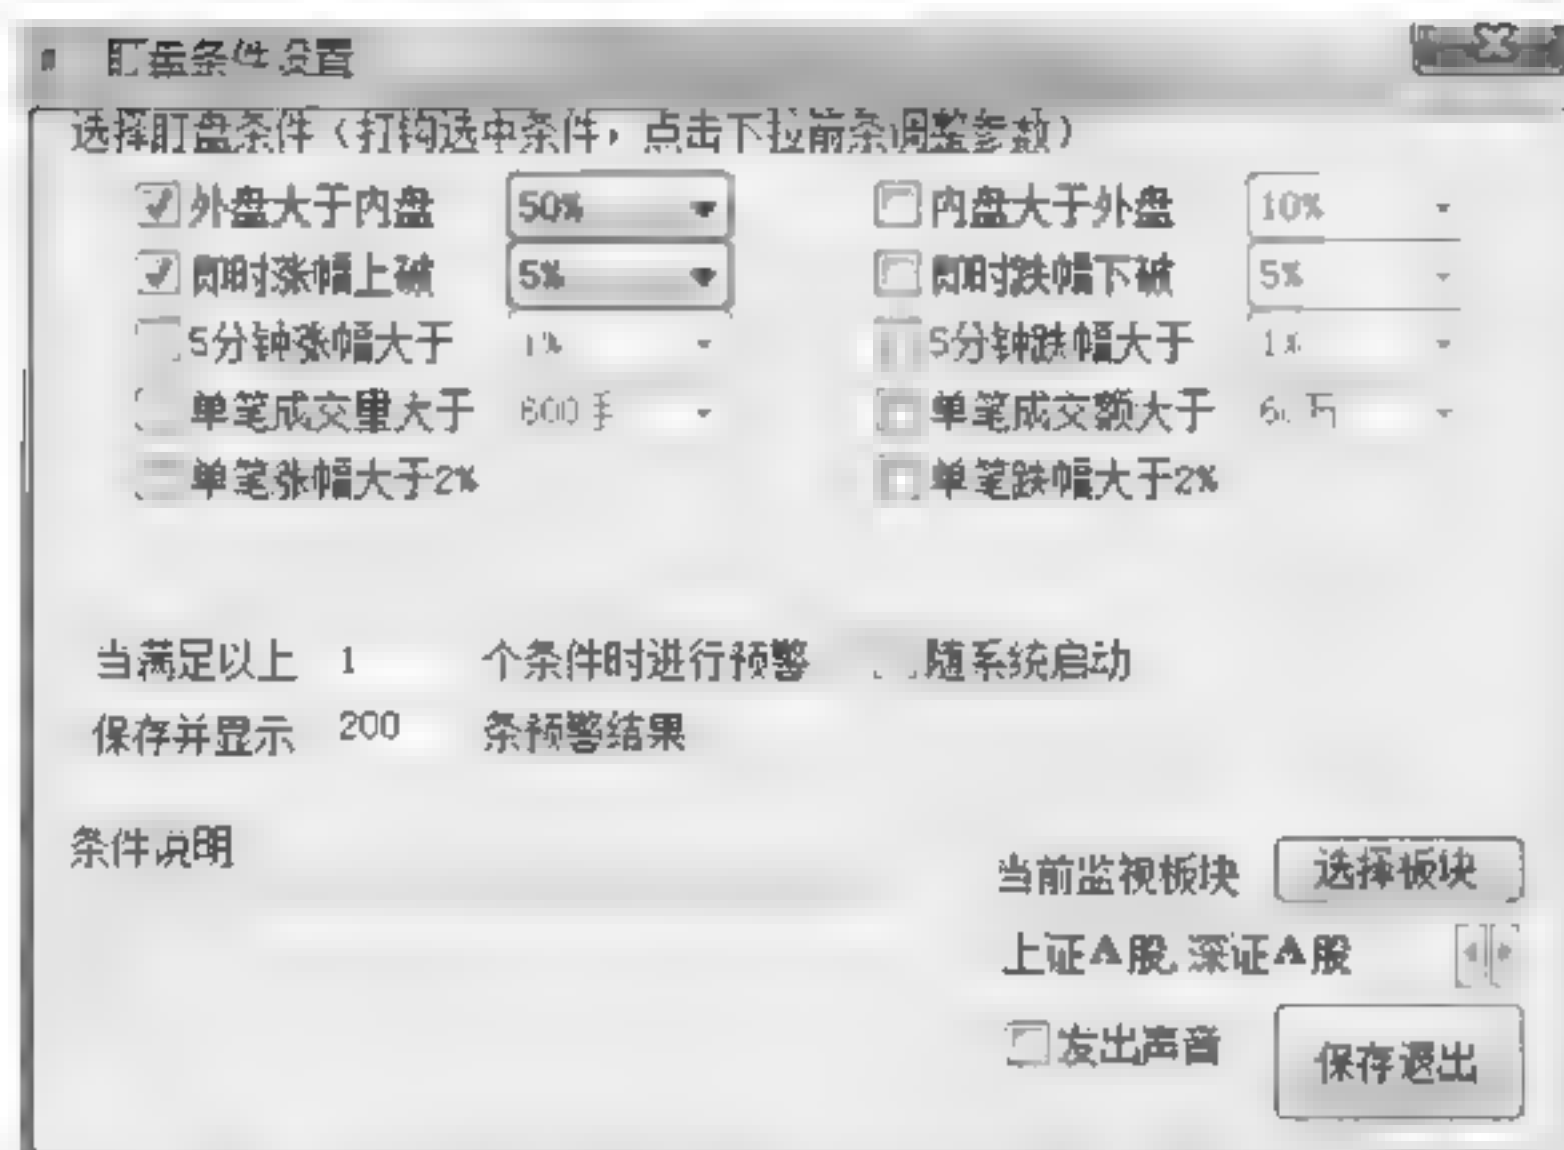 盯盘条件设置
选择盯盘条件（打钩选中条件，点击下拉前条调整参数）
外盘大于内盘 50% 内盘大于外盘 10%
即时涨幅上破 5% 即时跌幅下破 5%
5分钟涨幅大于 1% 5分钟跌幅大于 1%
单笔成交量大于 600手 单笔成交额大于 万
单笔涨幅大于2% 单笔跌幅大于2%
当满足以上 1 个条件时进行预警 随系统启动
保存并显示 200 条预警结果
条件说明
当前监视板块 选择板块
上证A股,深证A股
发出声音 保存退出